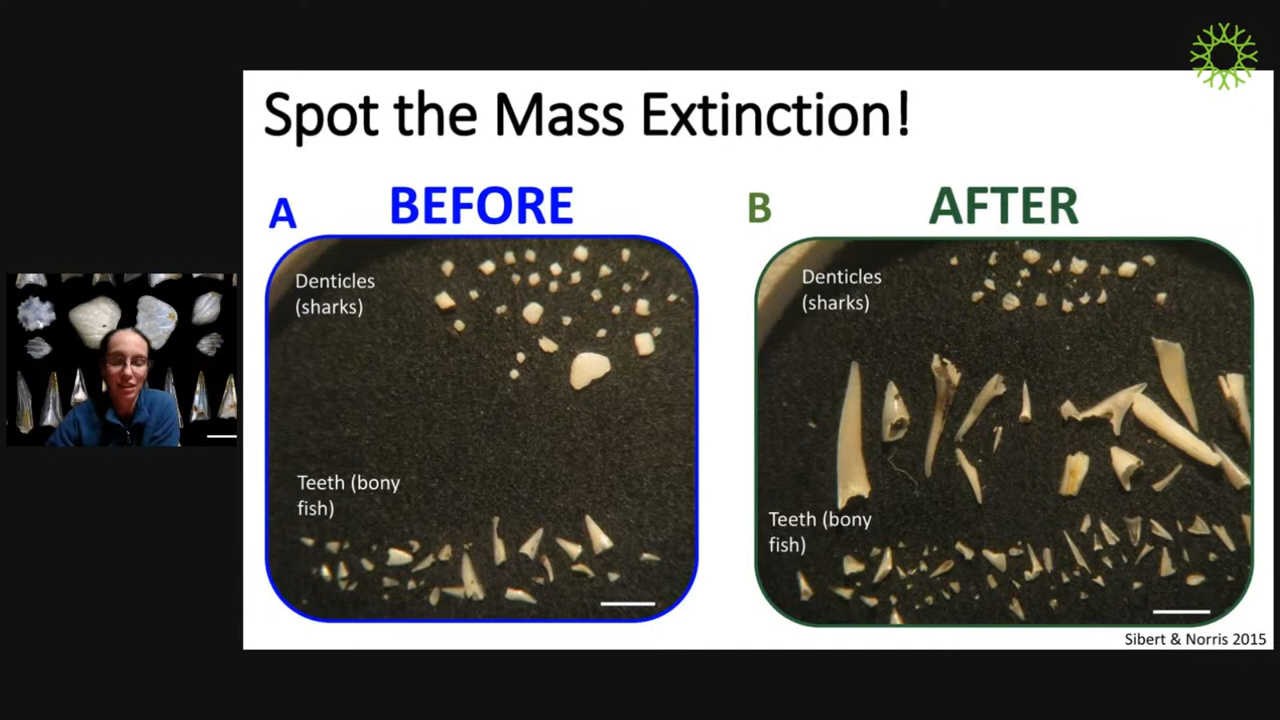 Spot the Mass Extinction!
A BEFORE
B AFTER
Denticles
(sharks)
Teeth (bony
fish)
Denticles
(sharks)
Teeth (bony
fish)
Sibert & Norris 2015